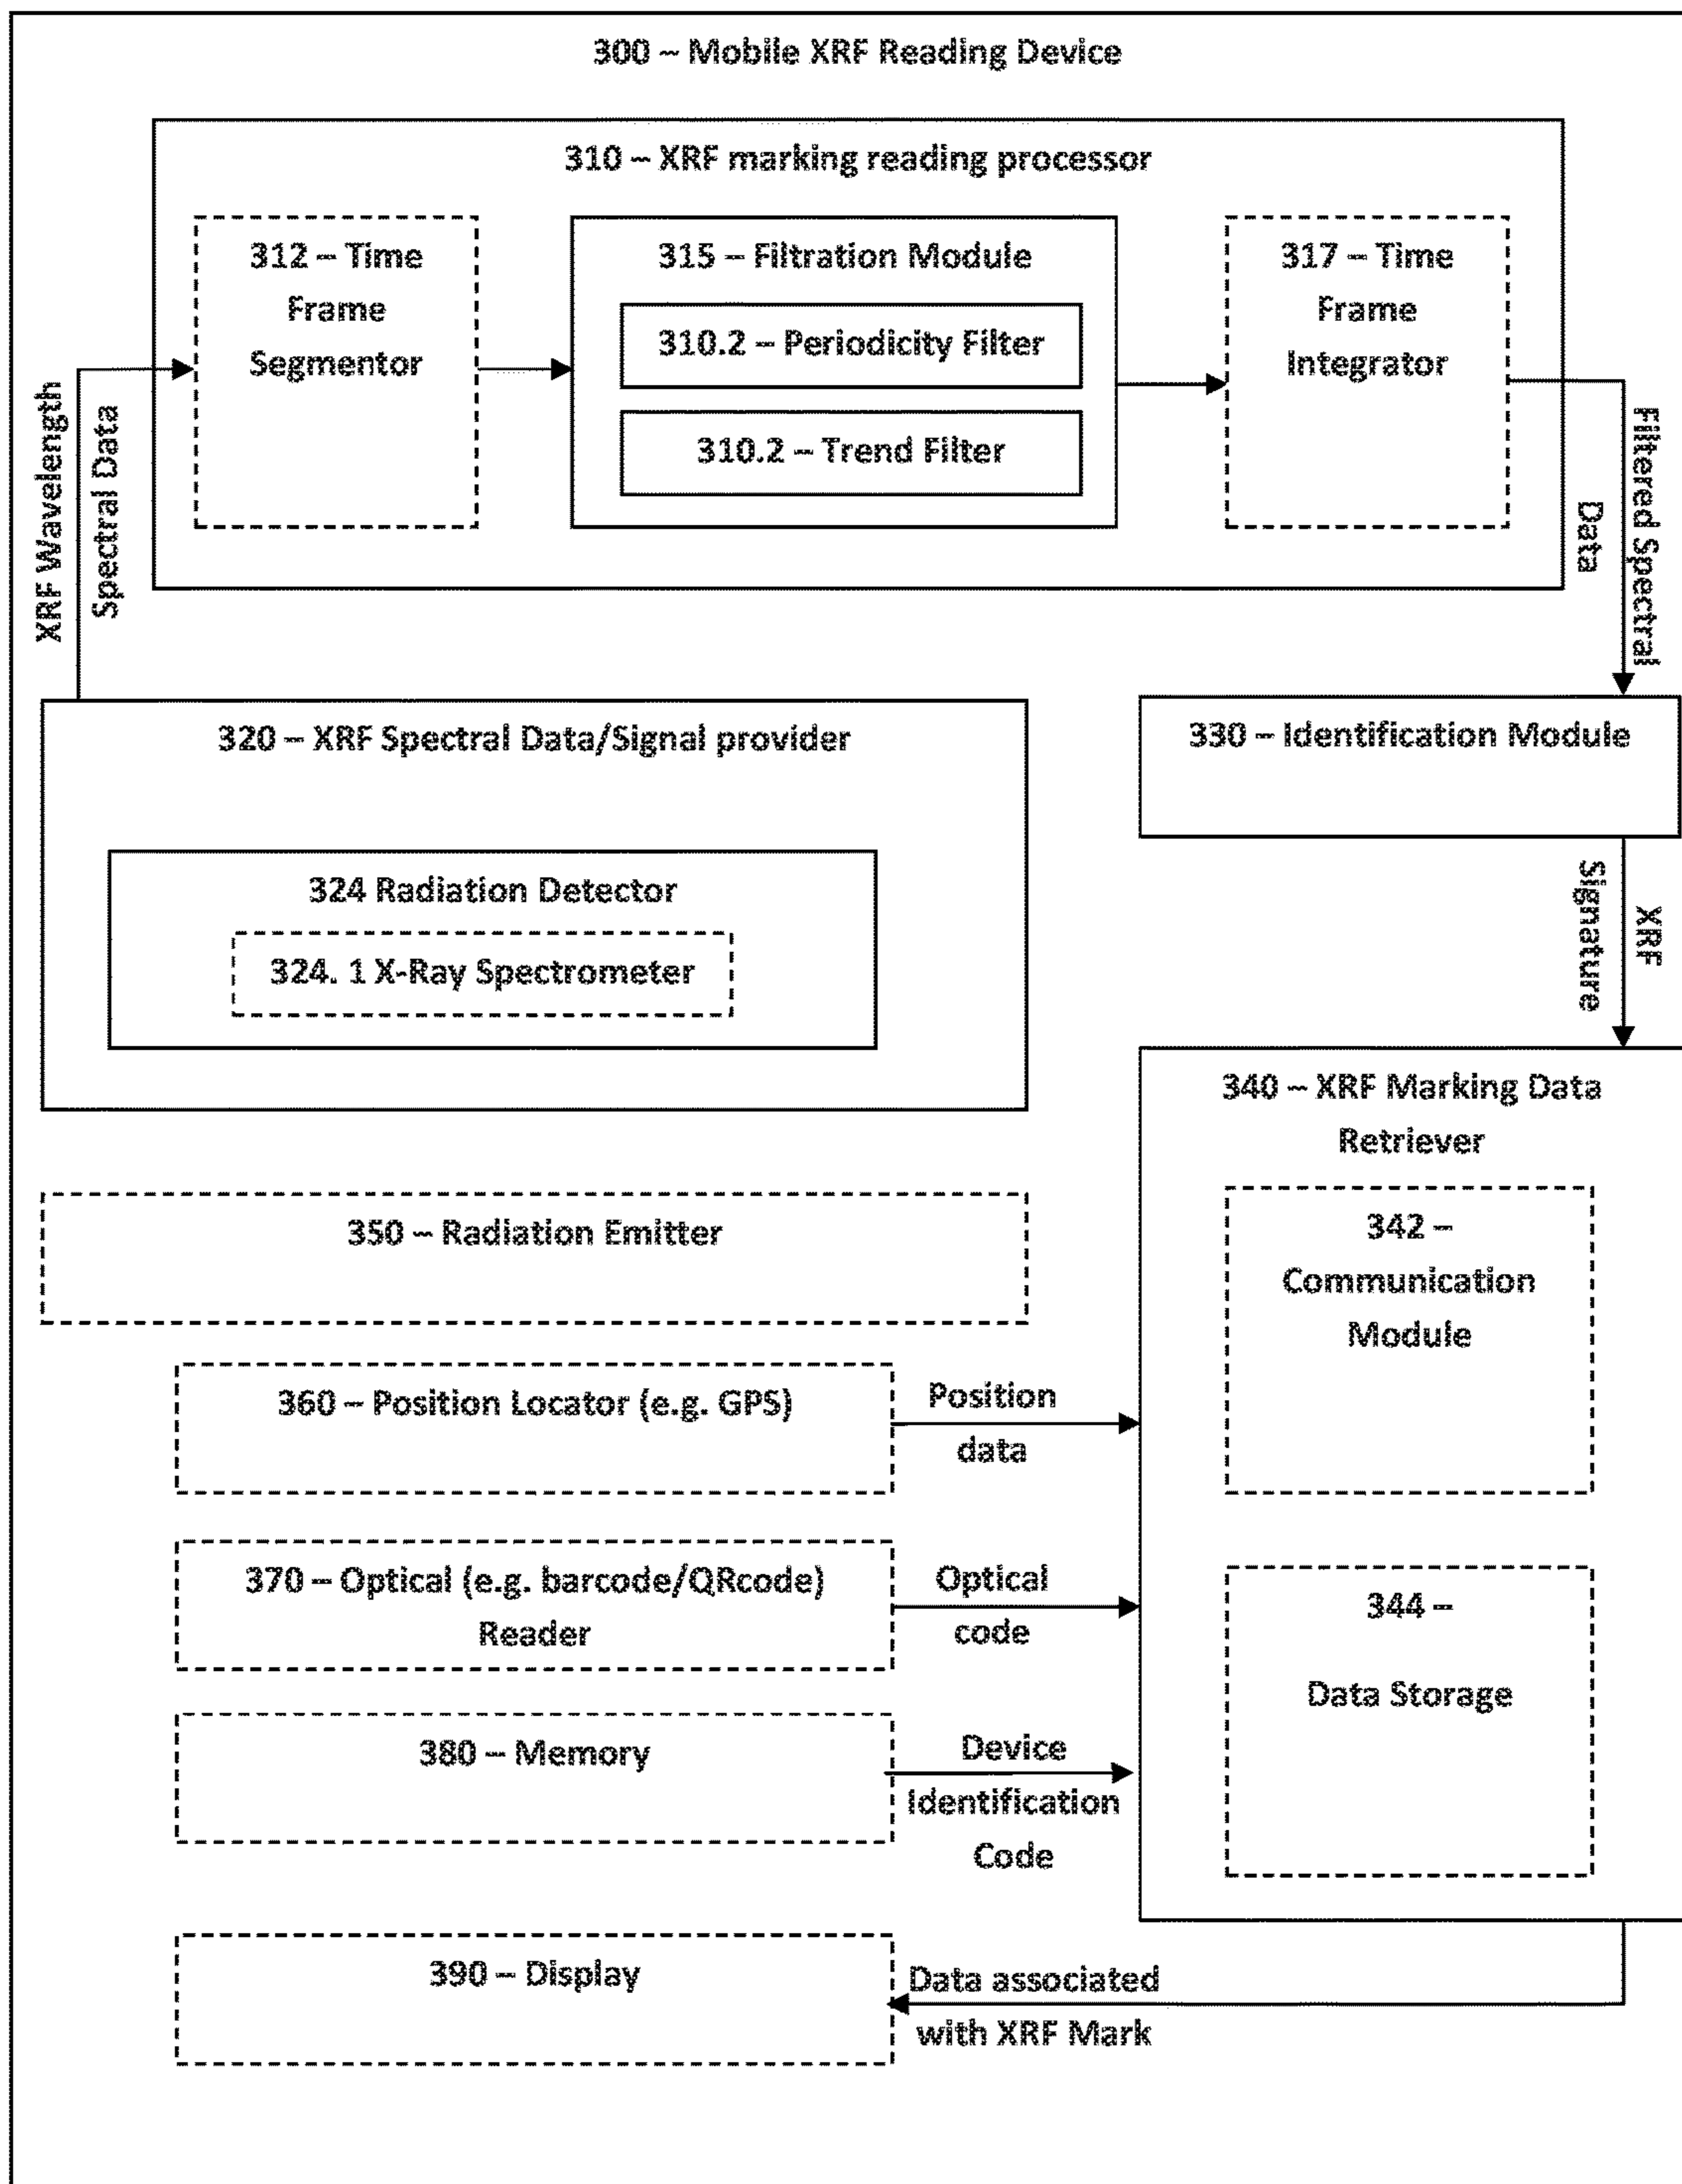 300 – Mobile XRF Reading Device
310 – XRF marking reading processor
312 – Time
Frame
Segmentor
315 – Filtration Module
310.2 – Periodicity Filter
310.2 – Trend Filter
317 – Time
Frame
Integrator
XRF Wavelength
Spectral Data
Filtered Spectral
Data
320 – XRF Spectral Data/Signal provider
324 Radiation Detector
324. 1 X-Ray Spectrometer
330 – Identification Module
XRF
Signature
340 – XRF Marking Data
Retriever
342 –
Communication
Module
344 –
Data Storage
350 – Radiation Emitter
360 – Position Locator (e.g. GPS)
Position
data
370 – Optical (e.g. barcode/QRcode)
Reader
Optical
code
380 – Memory
Device
Identification
Code
390 – Display
Data associated
with XRF Mark